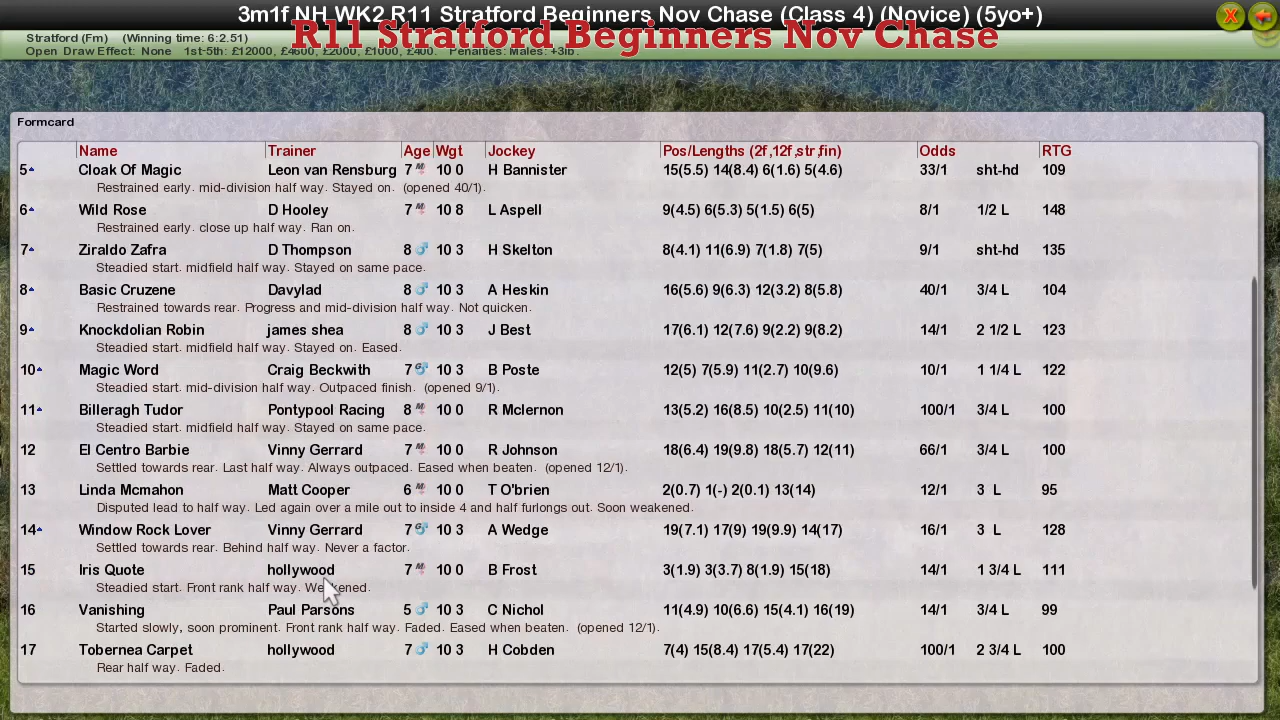 3m1f NH WK2 R11 Stratford Beginners Nov Chase (Class 4) (Novice) (5yo+)
R11 Stratford Beginners Nov Chase
Stratford (Fm) (Winning time: 6:2.51)
Open Draw Effect: None 1st-5th: £12000, £4600, £2000, £1000, £400. Penalties: Males: +3lb.
Formcard
Name Trainer Age Wgt Jockey Pos/Lengths (2f,12f,str,fin) Odds RTG
5 Cloak Of Magic Leon van Rensburg 7 10 0 H Bannister 15(5.5) 14(8.4) 6(1.6) 5(4.6) 33/1 sht-hd 109
Restrained early. mid-division half way. Stayed on. (opened 40/1).
6 Wild Rose D Hooley 7 10 8 L Aspell 9(4.5) 6(5.3) 5(1.5) 6(5) 8/1 1/2 L 148
Restrained early. close up half way. Ran on.
7 Ziraldo Zafra D Thompson 8 10 3 H Skelton 8(4.1) 11(6.9) 7(1.8) 7(5) 9/1 sht-hd 135
Steadied start. midfield half way. Stayed on same pace.
8 Basic Cruzene Davylad 8 10 3 A Heskin 16(5.6) 9(6.3) 12(3.2) 8(5.8) 40/1 3/4 L 104
Restrained towards rear. Progress and mid-division half way. Not quicken.
9 Knockdolian Robin james shea 8 10 3 J Best 17(6.1) 12(7.6) 9(2.2) 9(8.2) 14/1 2 1/2 L 123
Steadied start. midfield half way. Stayed on. Eased.
10 Magic Word Craig Beckwith 7 10 3 B Poste 12(5) 7(5.9) 11(2.7) 10(9.6) 10/1 1 1/4 L 122
Steadied start. mid-division half way. Outpaced finish. (opened 9/1).
11 Billeragh Tudor Pontypool Racing 8 10 0 R Mclernon 13(5.2) 16(8.5) 10(2.5) 11(10) 100/1 3/4 L 100
Steadied start. midfield half way. Stayed on same pace.
12 El Centro Barbie Vinny Gerrard 7 10 0 R Johnson 18(6.4) 19(9.8) 18(5.7) 12(11) 66/1 3/4 L 100
Settled towards rear. Last half way. Always outpaced. Eased when beaten. (opened 12/1).
13 Linda Mcmahon Matt Cooper 6 10 0 T O'brien 2(0.7) 1(-) 2(0.1) 13(14) 12/1 3 L 95
Disputed lead to half way. Led again over a mile out to inside 4 and half furlongs out. Soon weakened.
14 Window Rock Lover Vinny Gerrard 7 10 3 A Wedge 19(7.1) 17(9) 19(9.9) 14(17) 16/1 3 L 128
Settled towards rear. Behind half way. Never a factor.
15 Iris Quote hollywood 7 10 0 B Frost 3(1.9) 3(3.7) 8(1.9) 15(18) 14/1 1 3/4 L 111
Steadied start. Front rank half way. Weakened.
16 Vanishing Paul Parsons 5 10 3 C Nichol 11(4.9) 10(6.6) 15(4.1) 16(19) 14/1 3/4 L 99
Started slowly, soon prominent. Front rank half way. Faded. Eased when beaten. (opened 12/1).
17 Tobernea Carpet hollywood 7 10 3 H Cobden 7(4) 15(8.4) 17(5.4) 17(22) 100/1 2 3/4 L 100
Rear half way. Faded.